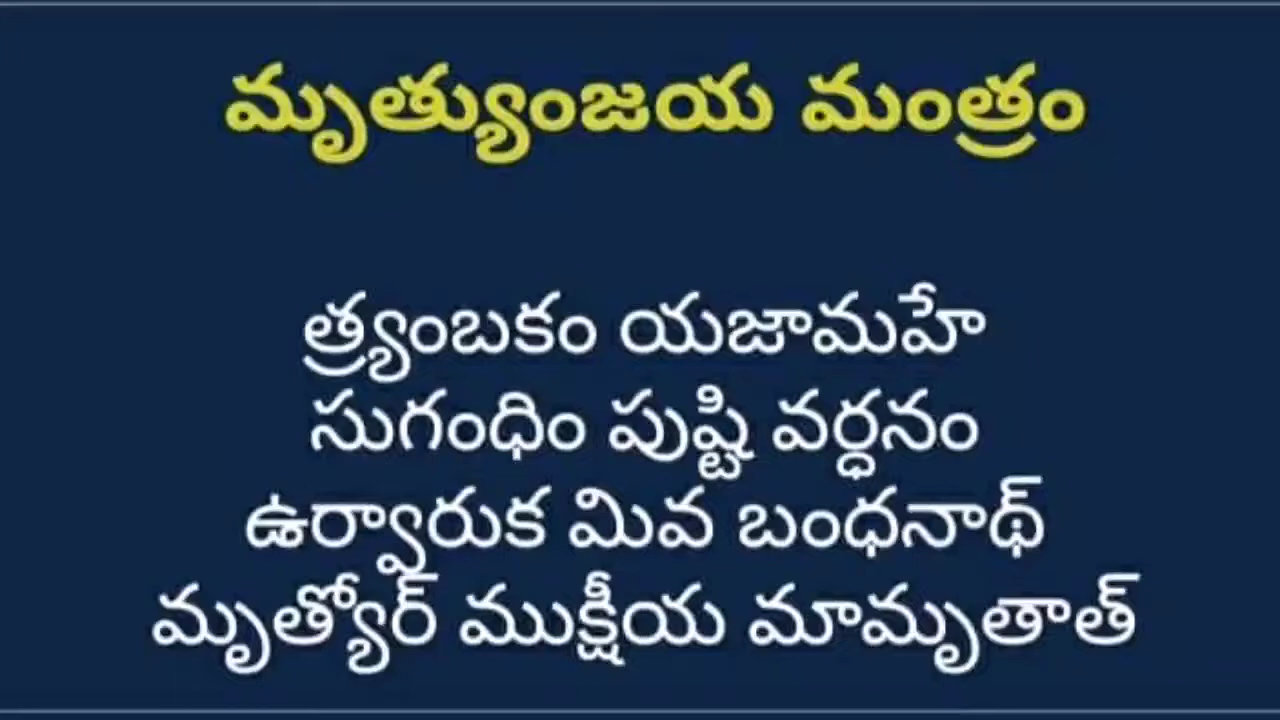 మృత్యుంజయ మంత్రం
త్ర్యంబకం యజామహే
సుగంధిం పుష్టి వర్ధనం
ఉర్వారుక మివ బంధనాథ్
మృత్యోర్ ముక్షీయ మామృతాత్